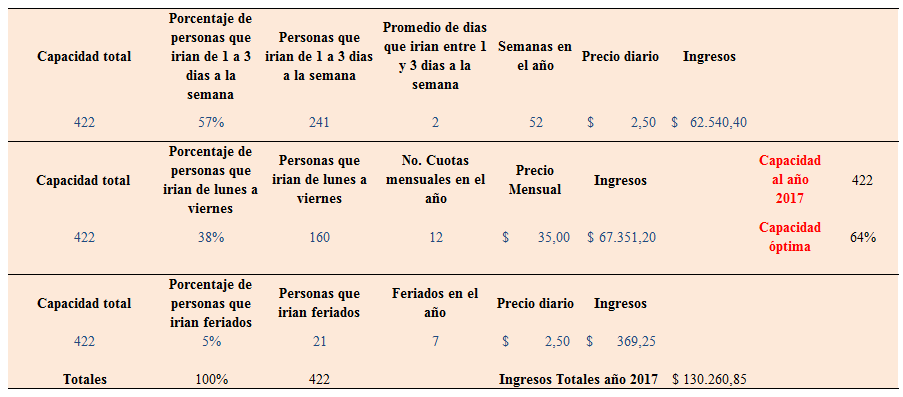 Porcentaje de
personas que
irian de 1 a 3
dias a la
semana
Capacidad total
Personas que
irian de 1 a 3 dias
a la semana
Promedio de dias
que irian entre 1
y 3 dias a la
semana
Semanas en
el año
Precio diario
Ingresos
422 57% 241 2 52 $ 2,50 $ 62.540,40
Capacidad total
Porcentaje de
personas que
irian de lunes a
viernes
Personas que
irian de lunes a
viernes
No. Cuotas
mensuales en el
año
Precio
Mensual
Ingresos
Capacidad
al año
2017
422
422 38% 160 12 $ 35,00 $ 67.351,20
Capacidad
óptima
64%
Capacidad total
Porcentaje de
personas que
irian feriados
Personas que
irian feriados
Feriados en el
año
Precio diario
Ingresos
422 5% 21 7 $ 2,50 $ 369,25
Totales 100% 422 Ingresos Totales año 2017 $ 130.260,85